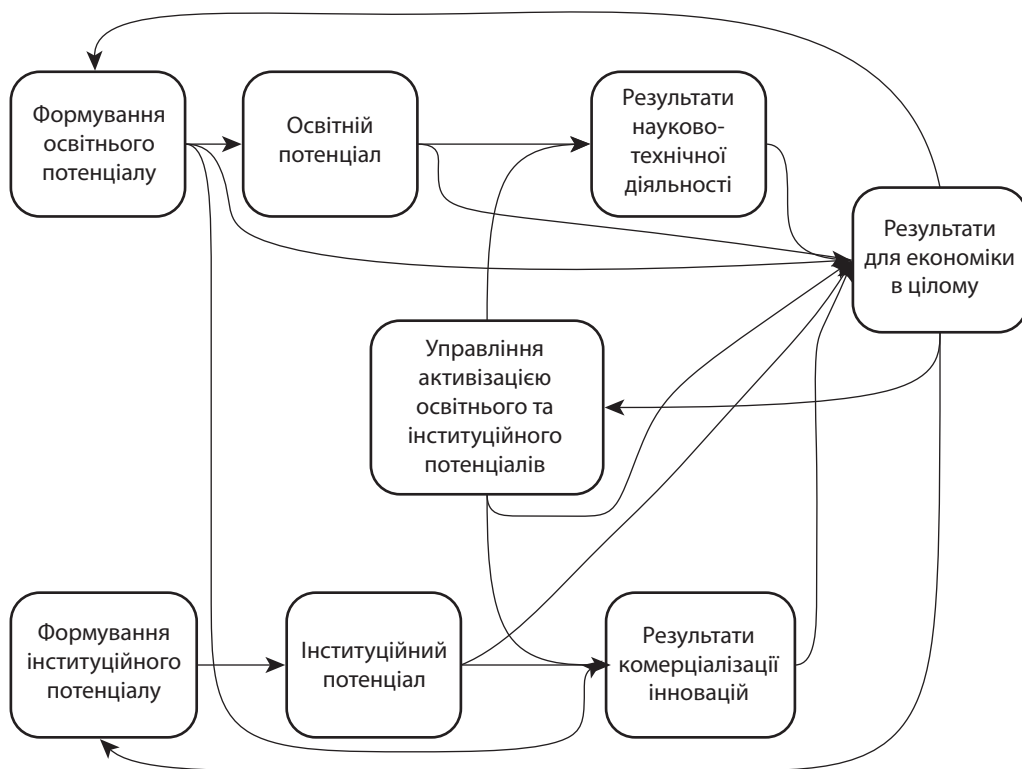 Формування
освітнього
потенціалу
Освітній
потенціал
Результати
науково-
технічної
діяльності
Результати
для економіки
в цілому
Управління
активізацією
освітнього та
інституційного
потенціалів
Формування
інституційного
потенціалу
Інституційний
потенціал
Результати
комерціалізації
інновацій